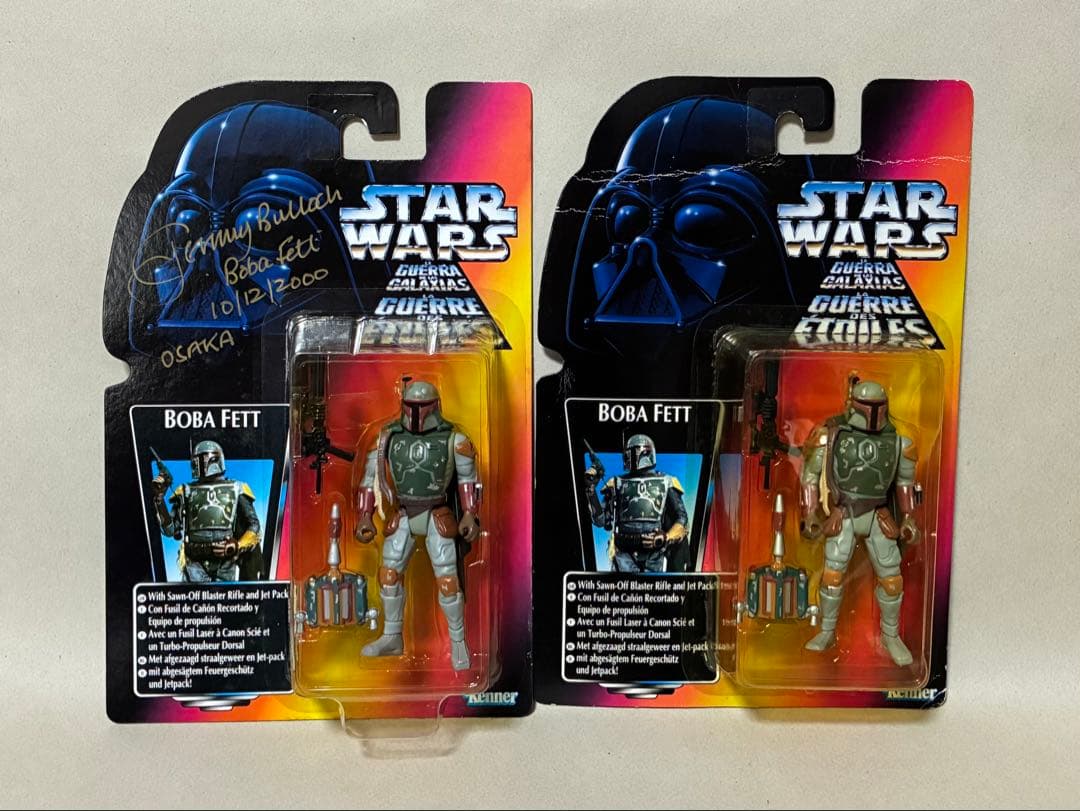 Jeremy Bulloch
Boba Fett
10/12/2000
OSAKA
STAR
WARS
LA
GUERRA
DE LAS
GALAXIAS
LA
GUERRE
DES
ÉTOILES
BOBA FETT
With Sawn-Off Blaster Rifle and Jet Pack
Con Fusil de Cañón Recortado y
Equipo de propulsión
Avec un Fusil Laser à Canon Scié et
un Turbo-Propulseur Dorsal
Met afgezaagd straalgeweer en Jet-pack
mit abgesägtem Feuergeschütz
und Jetpack!
Kenner
STAR
WARS
LA
GUERRA
DE LAS
GALAXIAS
LA
GUERRE
DES
ÉTOILES
BOBA FETT
With Sawn-Off Blaster Rifle and Jet Pack
Con Fusil de Cañón Recortado y
Equipo de propulsión
Avec un Fusil Laser à Canon Scié et
un Turbo-Propulseur Dorsal
Met afgezaagd straalgeweer en Jet-pack
mit abgesägtem Feuergeschütz
und Jetpack!
Kenner